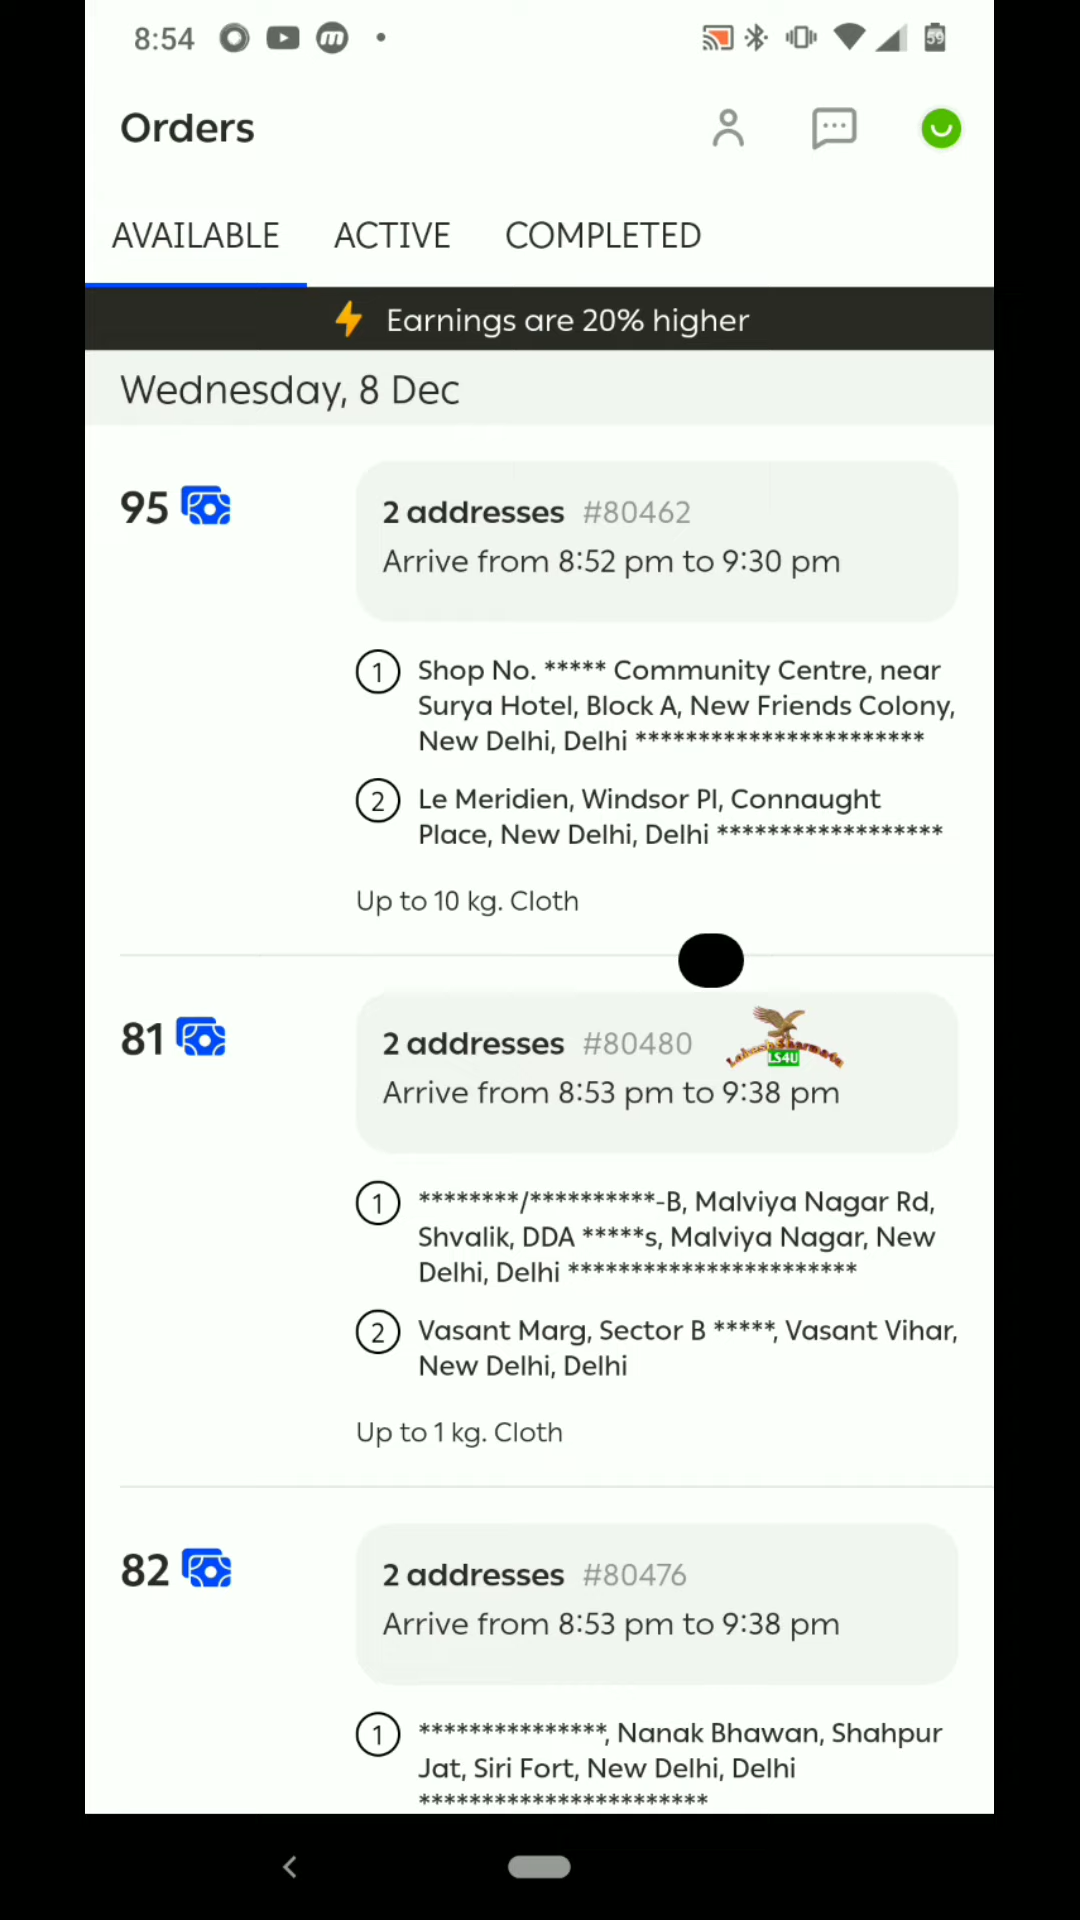 8:54
59
Orders
AVAILABLE ACTIVE COMPLETED
Earnings are 20% higher
Wednesday, 8 Dec
95
2 addresses #80462
Arrive from 8:52 pm to 9:30 pm
1 Shop No. ***** Community Centre, near
Surya Hotel, Block A, New Friends Colony,
New Delhi, Delhi ***********************
2 Le Meridien, Windsor Pl, Connaught
Place, New Delhi, Delhi ******************
Up to 10 kg. Cloth
81
2 addresses #80480
LS4U
Arrive from 8:53 pm to 9:38 pm
1 ********/**********-B, Malviya Nagar Rd,
Shvalik, DDA *****s, Malviya Nagar, New
Delhi, Delhi ***********************
2 Vasant Marg, Sector B *****, Vasant Vihar,
New Delhi, Delhi
Up to 1 kg. Cloth
82
2 addresses #80476
Arrive from 8:53 pm to 9:38 pm
1 ***************, Nanak Bhawan, Shahpur
Jat, Siri Fort, New Delhi, Delhi
***********************